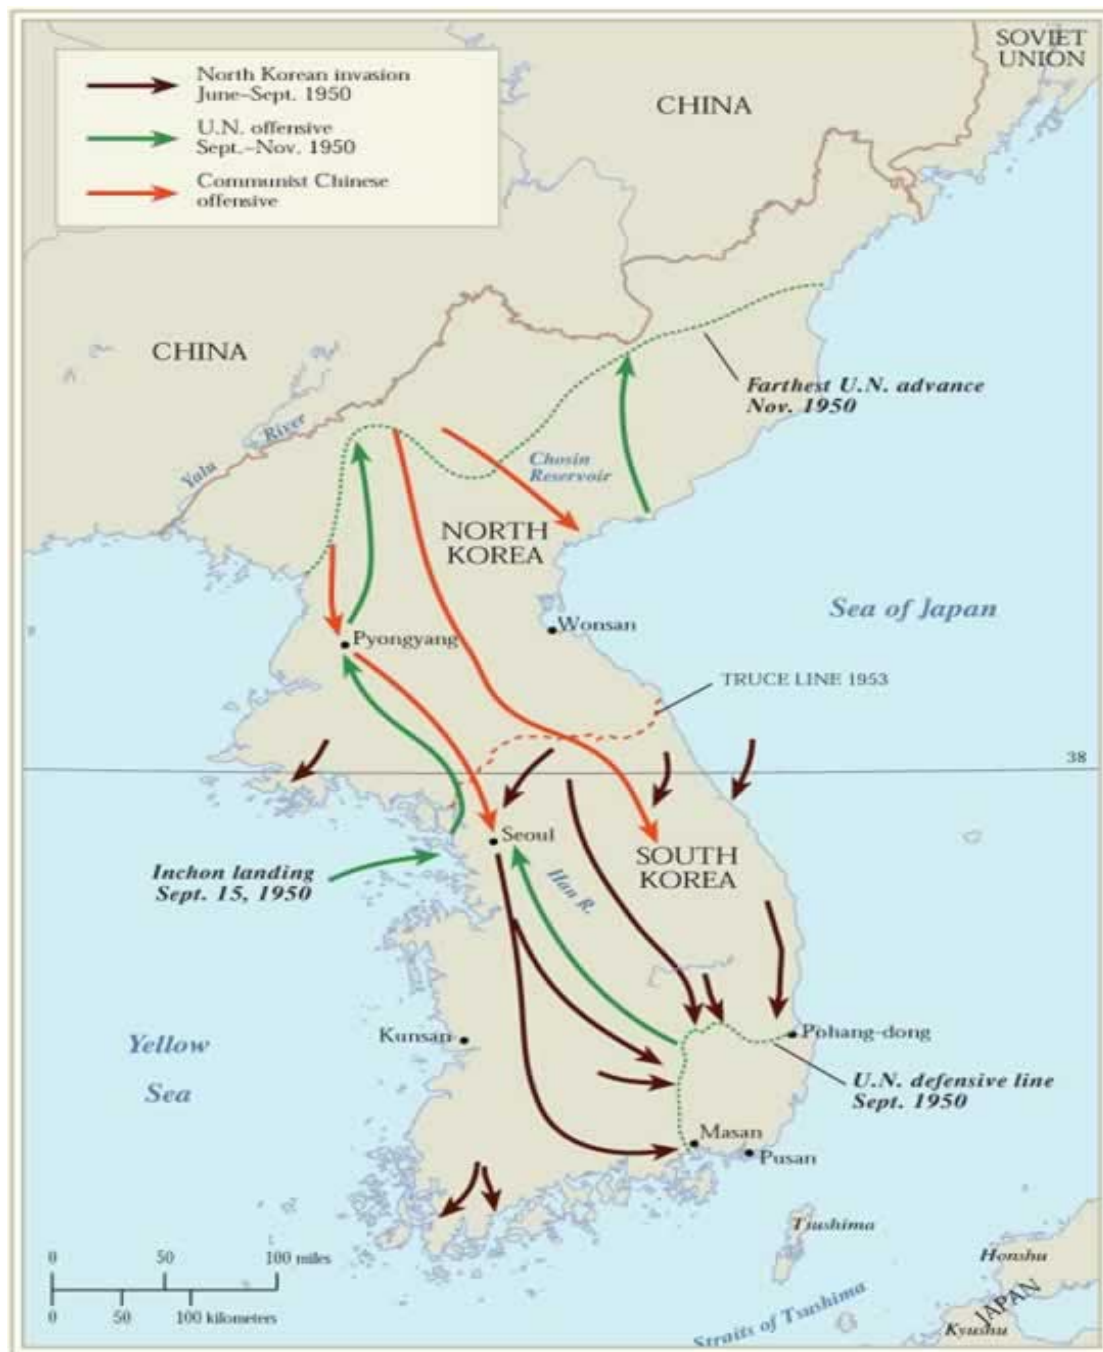 North Korean invasion
June–Sept. 1950
U.N. offensive
Sept.–Nov. 1950
Communist Chinese
offensive
SOVIET
UNION
CHINA
CHINA
Farthest U.N. advance
Nov. 1950
Yalu River
Chosin
Reservoir
NORTH
KOREA
Sea of Japan
Wonsan
Pyongyang
TRUCE LINE 1953
38
Seoul
SOUTH
KOREA
Inchon landing
Sept. 15, 1950
Han R.
Yellow
Sea
Kunsan
Pohang-dong
U.N. defensive line
Sept. 1950
Masan
Pusan
Tsushima
Honshu
JAPAN
Kyushu
Straits of Tsushima
0 50 100 miles
0 50 100 kilometers